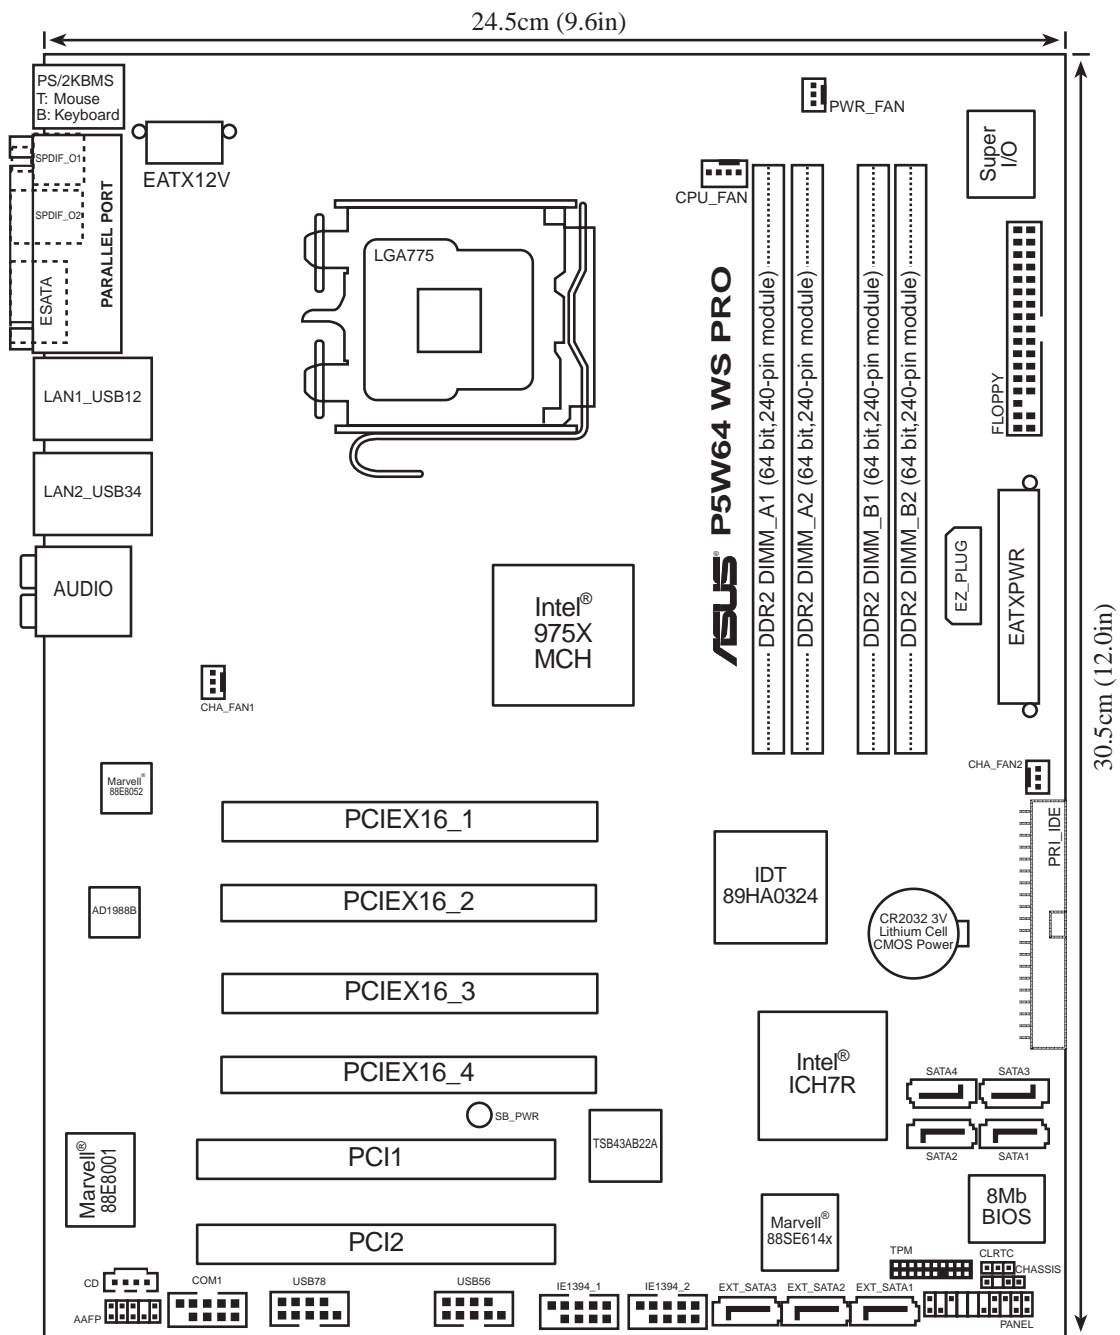 24.5cm (9.6in)
PS/2KBMS
T: Mouse
B: Keyboard
PWR_FAN
Super
I/O
SPDIF_O1
EATX12V
CPU_FAN
SPDIF_O2
PARALLEL PORT
ESATA
LGA775
FLOPPY
LAN1_USB12
LAN2_USB34
AUDIO
ASUS® P5W64 WS PRO
DDR2 DIMM_A1 (64 bit,240-pin module)
DDR2 DIMM_A2 (64 bit,240-pin module)
DDR2 DIMM_B1 (64 bit,240-pin module)
DDR2 DIMM_B2 (64 bit,240-pin module)
EZ_PLUG
EATXPWR
30.5cm (12.0in)
Intel®
975X
MCH
CHA_FAN1
CHA_FAN2
Marvell®
88E8052
PCIEX16_1
PRI_IDE
IDT
89HA0324
PCIEX16_2
AD1988B
CR2032 3V
Lithium Cell
CMOS Power
PCIEX16_3
Intel®
ICH7R
PCIEX16_4
SATA4
SATA3
SB_PWR
TSB43AB22A
SATA2
SATA1
Marvell®
88E8001
PCI1
8Mb
BIOS
Marvell®
88SE614x
PCI2
TPM
CLRTC
CHASSIS
CD
COM1
USB78
USB56
IE1394_1
IE1394_2
EXT_SATA3
EXT_SATA2
EXT_SATA1
AAFP
PANEL